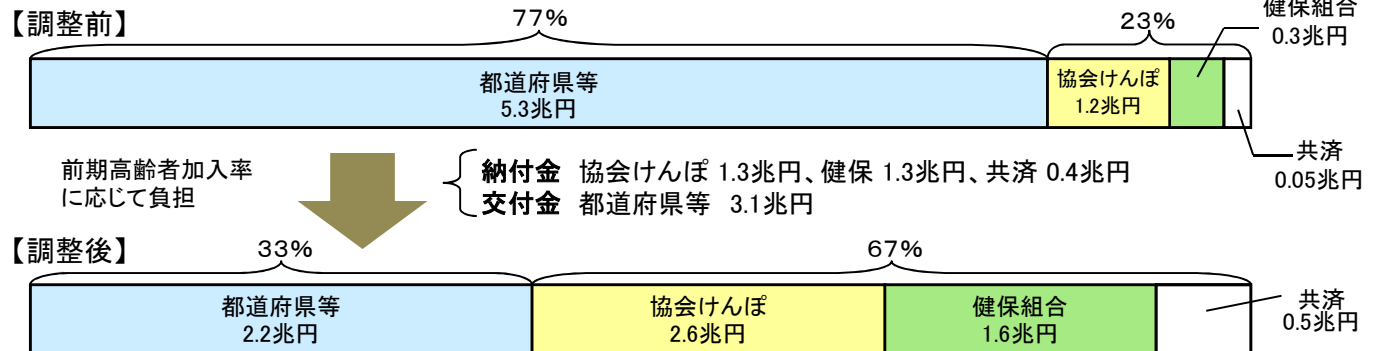 【調整前】
77%
23%
健保組合
0.3兆円
都道府県等
5.3兆円
協会けんぽ
1.2兆円
共済
0.05兆円
前期高齢者加入率
に応じて負担
納付金 協会けんぽ 1.3兆円、健保 1.3兆円、共済 0.4兆円
交付金 都道府県等 3.1兆円
【調整後】
33%
67%
都道府県等
2.2兆円
協会けんぽ
2.6兆円
健保組合
1.6兆円
共済
0.5兆円